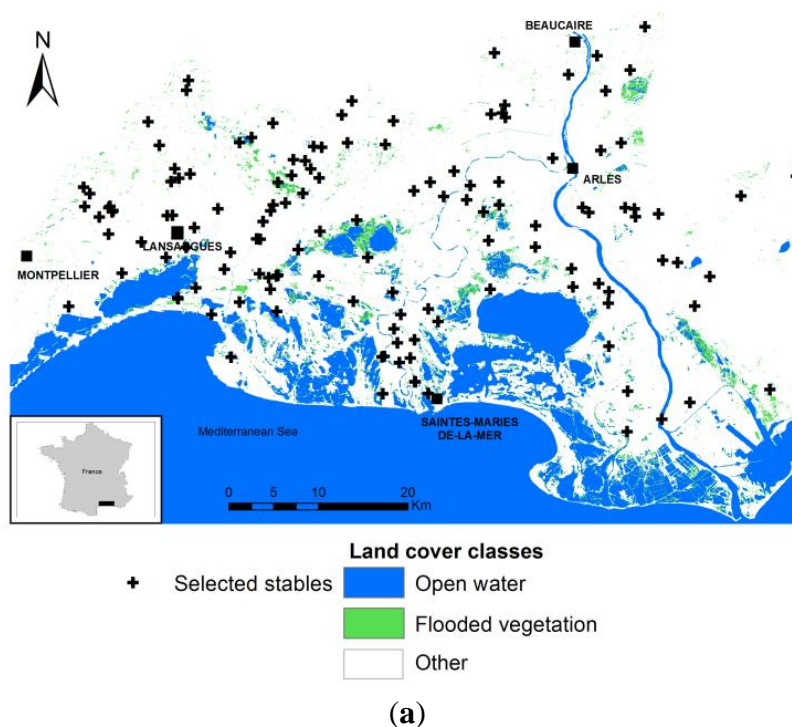 N
BEAUCAIRE
ARLES
LANSARGUES
MONTPELLIER
SAINTES-MARIES
DE-LA-MER
Mediterranean Sea
France
0 5 10 20
Km
Land cover classes
Selected stables
Open water
Flooded vegetation
Other
(a)